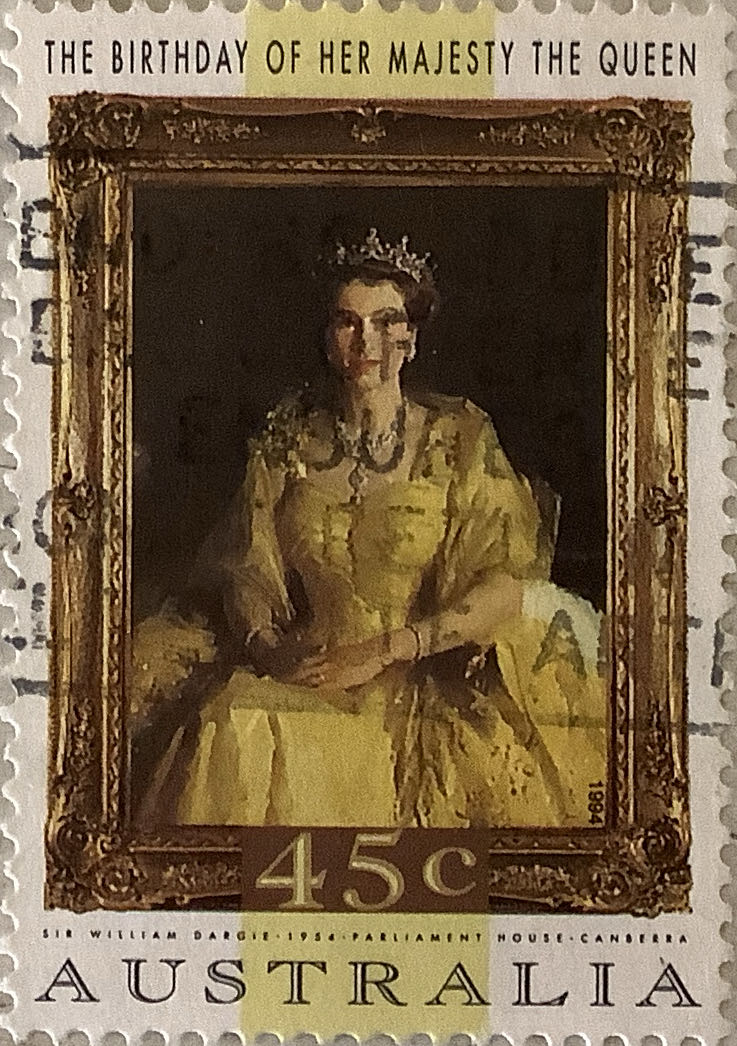 THE BIRTHDAY OF HER MAJESTY THE QUEEN
1994
45c
SIR WILLIAM DARGIE·1954·PARLIAMENT HOUSE·CANBERRA
AUSTRALIA